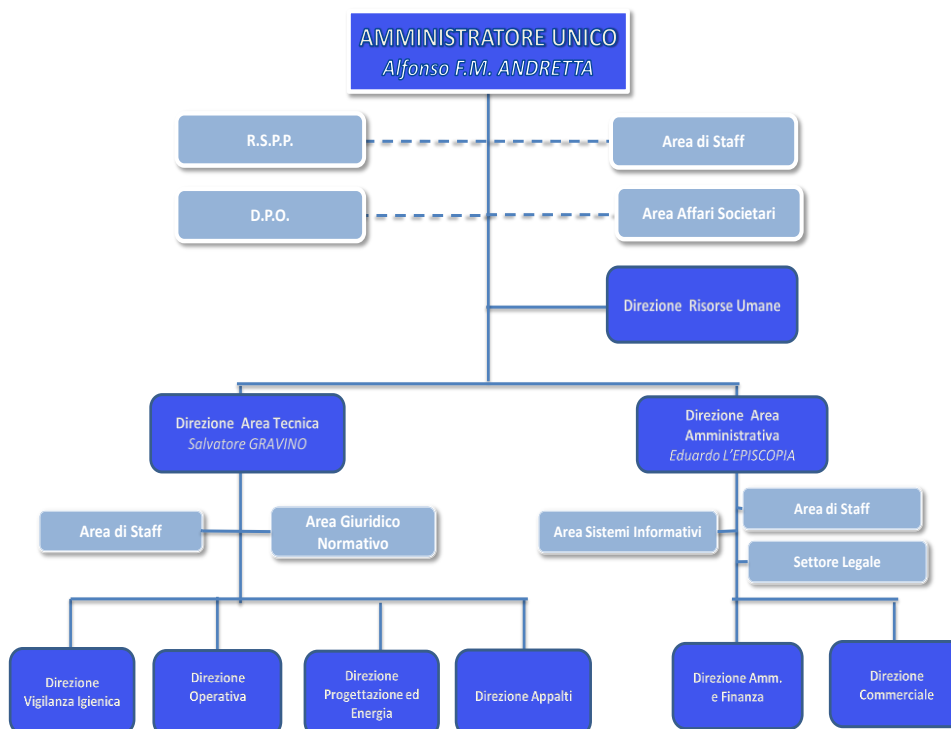 AMMINISTRATORE UNICO
Alfonso F.M. ANDRETTA
R.S.P.P.
Area di Staff
D.P.O.
Area Affari Societari
Direzione Risorse Umane
Direzione Area Tecnica
Salvatore GRAVINO
Direzione Area
Amministrativa
Eduardo L'EPISCOPIA
Area di Staff
Area Giuridico
Normativo
Area Sistemi Informativi
Area di Staff
Settore Legale
Direzione
Vigilanza Igienica
Direzione
Operativa
Direzione
Progettazione ed
Energia
Direzione Appalti
Direzione Amm.
e Finanza
Direzione
Commerciale